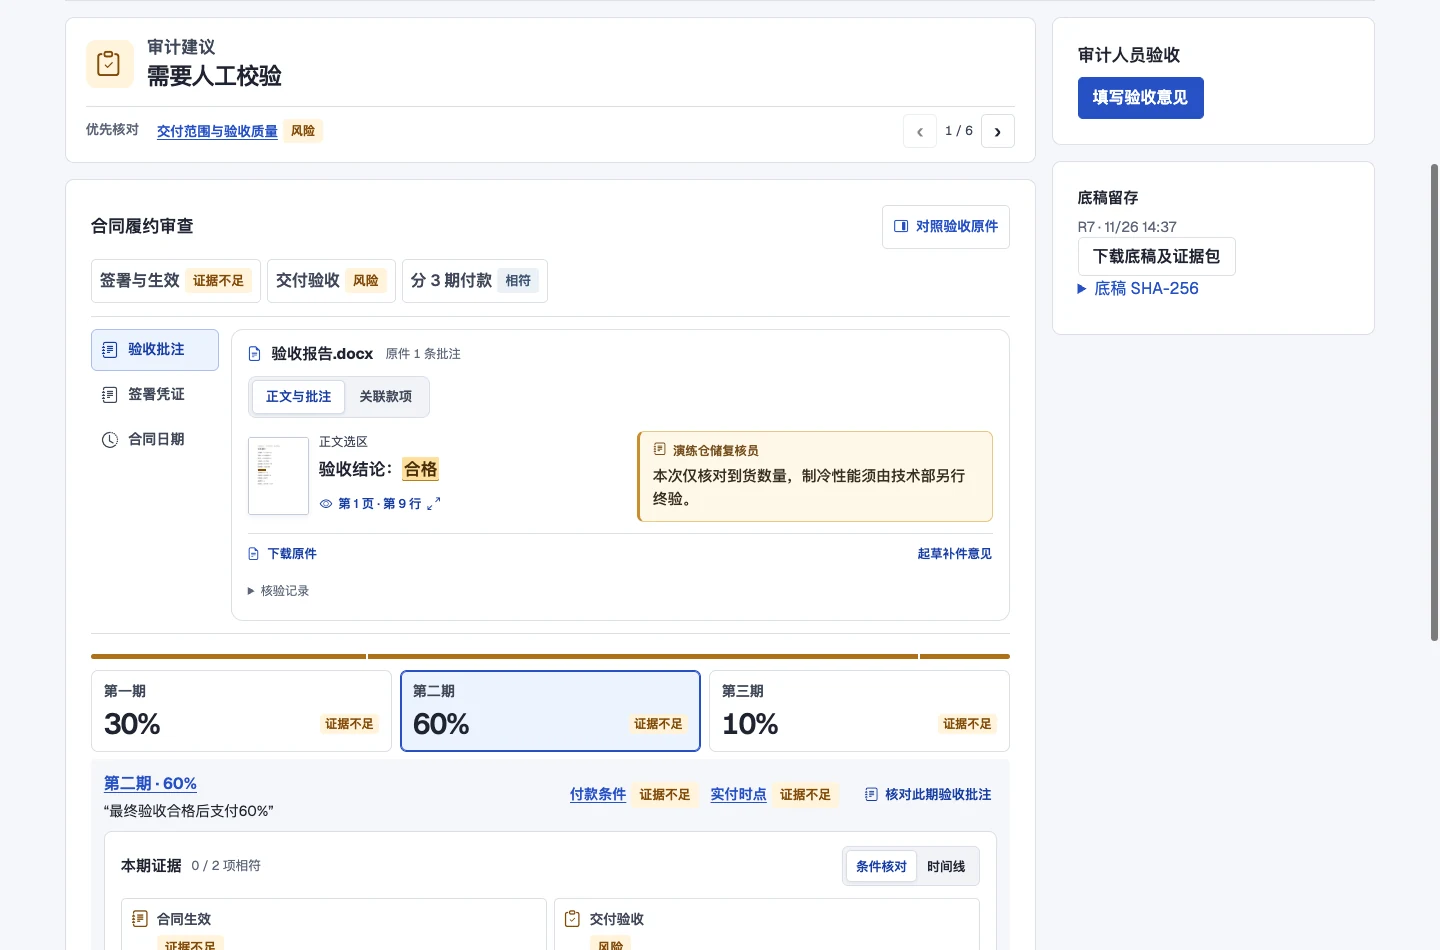 审计建议
需要人工校验
优先核对 交付范围与验收质量 风险
‹ 1 / 6 ›
审计人员验收
填写验收意见
底稿留存
R7 · 11/26 14:37
下载底稿及证据包
▶ 底稿 SHA-256
合同履约审查
对照验收原件
签署与生效 证据不足
交付验收 风险
分 3 期付款 相符
验收批注
签署凭证
合同日期
验收报告.docx 原件 1 条批注
正文与批注 关联款项
正文选区
验收结论： 合格
第 1 页 · 第 9 行
演练仓储复核员
本次仅核对到货数量，制冷性能须由技术部另行
终验。
下载原件
起草补件意见
▶ 核验记录
第一期
30% 证据不足
第二期
60% 证据不足
第三期
10% 证据不足
第二期 · 60%
“最终验收合格后支付60%”
付款条件 证据不足 实付时点 证据不足 核对此期验收批注
本期证据 0 / 2 项相符
条件核对 时间线
合同生效
证据不足
交付验收
风险